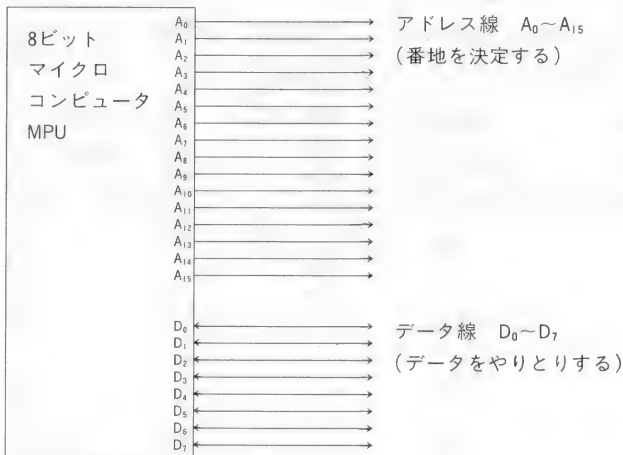 8ビット
マイクロ
コンピュータ
MPU
A₀
A₁
A₂
A₃
A₄
A₅
A₆
A₇
A₈
A₉
A₁₀
A₁₁
A₁₂
A₁₃
A₁₄
A₁₅
D₀
D₁
D₂
D₃
D₄
D₅
D₆
D₇
アドレス線 A₀~A₁₅
(番地を決定する)
データ線 D₀~D₇
(データをやりとりする)